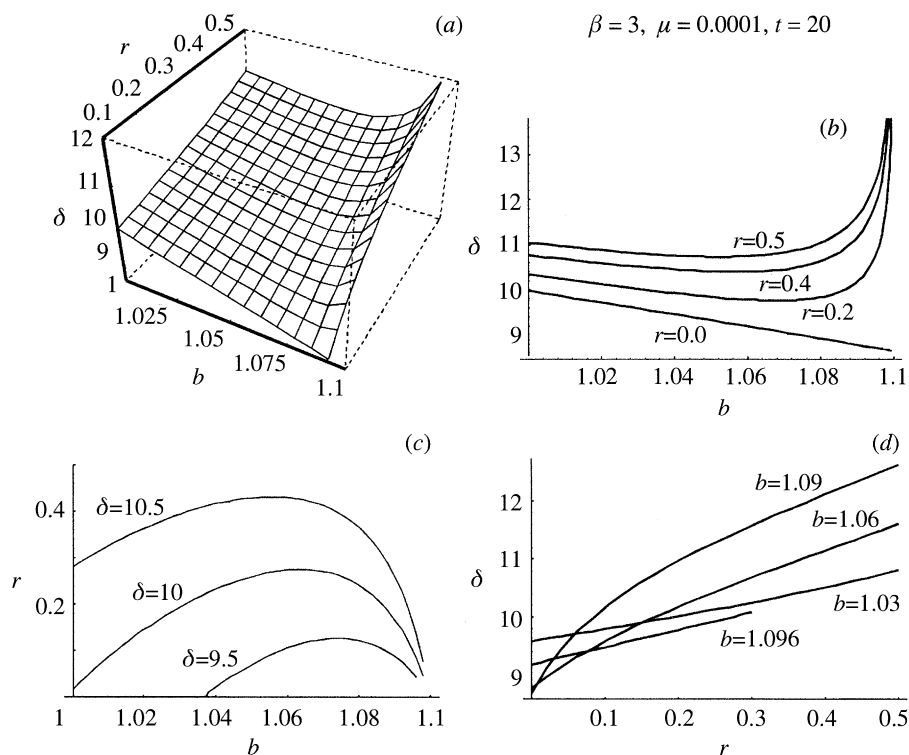 (a)
β = 3, μ = 0.0001, t = 20
r
0.5
0.4
0.3
0.2
0.1
12
11
10
9
δ
1
1.025
1.05
1.075
1.1
b
(b)
13
12
11
10
9
δ
r=0.5
r=0.4
r=0.2
r=0.0
1.02 1.04 1.06 1.08 1.1
b
(c)
0.4
0.2
r
δ=10.5
δ=10
δ=9.5
1 1.02 1.04 1.06 1.08 1.1
b
(d)
12
11
10
9
δ
b=1.09
b=1.06
b=1.03
b=1.096
0.1 0.2 0.3 0.4 0.5
r